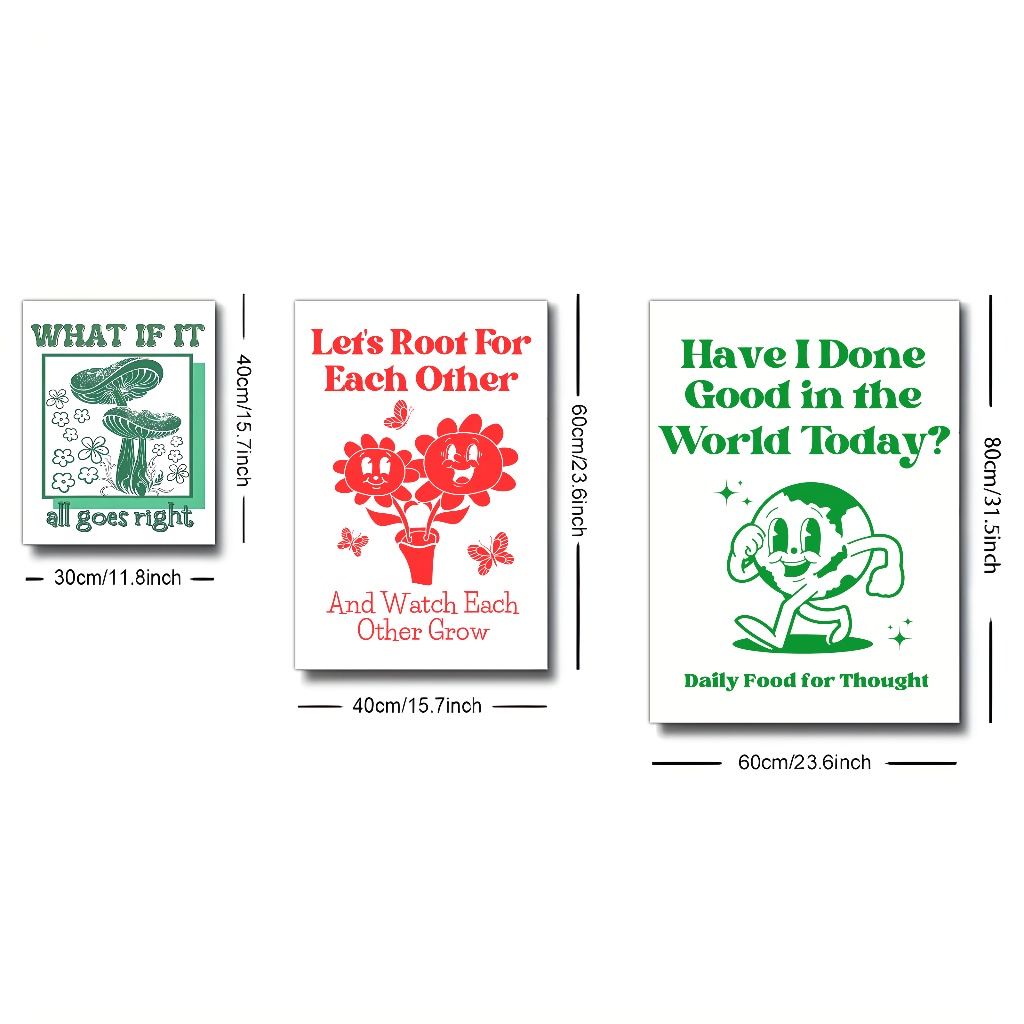 WHAT IF IT
all goes right
40cm/15.7inch
30cm/11.8inch
Let's Root For
Each Other
And Watch Each
Other Grow
60cm/23.6inch
40cm/15.7inch
Have I Done
Good in the
World Today?
Daily Food for Thought
80cm/31.5inch
60cm/23.6inch